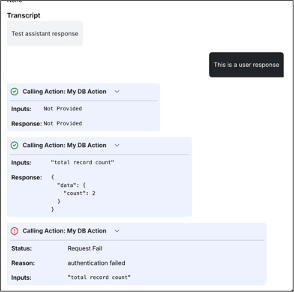 Transcript
Test assistant response
This is a user response
Calling Action: My DB Action
Inputs: Not Provided
Response: Not Provided
Calling Action: My DB Action
Inputs: "total record count"
Response: {
"data": {
"count": 2
}
}
Calling Action: My DB Action
Status: Request Fail
Reason: authentication failed
Inputs: "total record count"